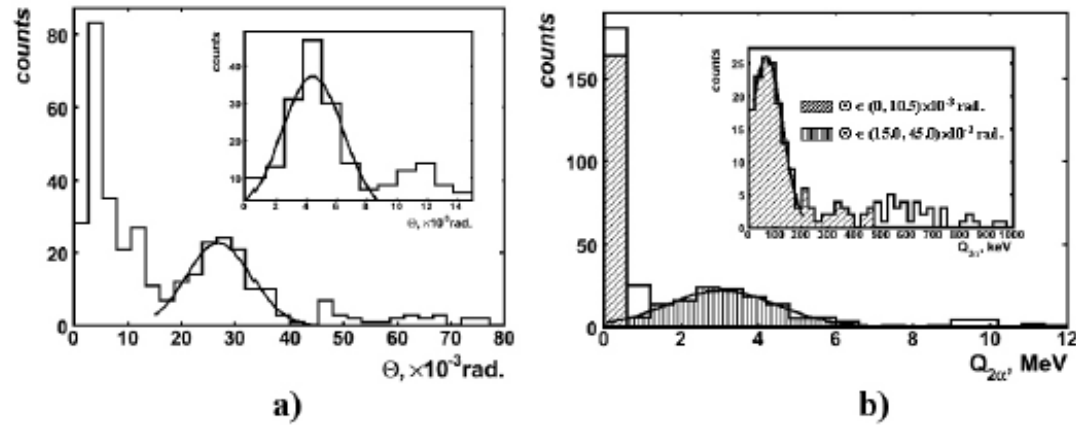 counts
80
60
40
20
0
0 10 20 30 40 50 60 70 80
Θ, ×10⁻³rad.
counts
40
30
20
10
0 2 4 6 8 10 12
Θ, ×10⁻³rad.
a)
counts
150
100
50
0
0 2 4 6 8 10 12
Q₂α, MeV
counts
25
20
15
10
5
0
0 100 200 300 400 500 600 700 800 900 1000
Q₂α, keV
Θ ∈ (0, 10.5)×10⁻³ rad.
Θ ∈ (15.0, 45.0)×10⁻³ rad.
b)